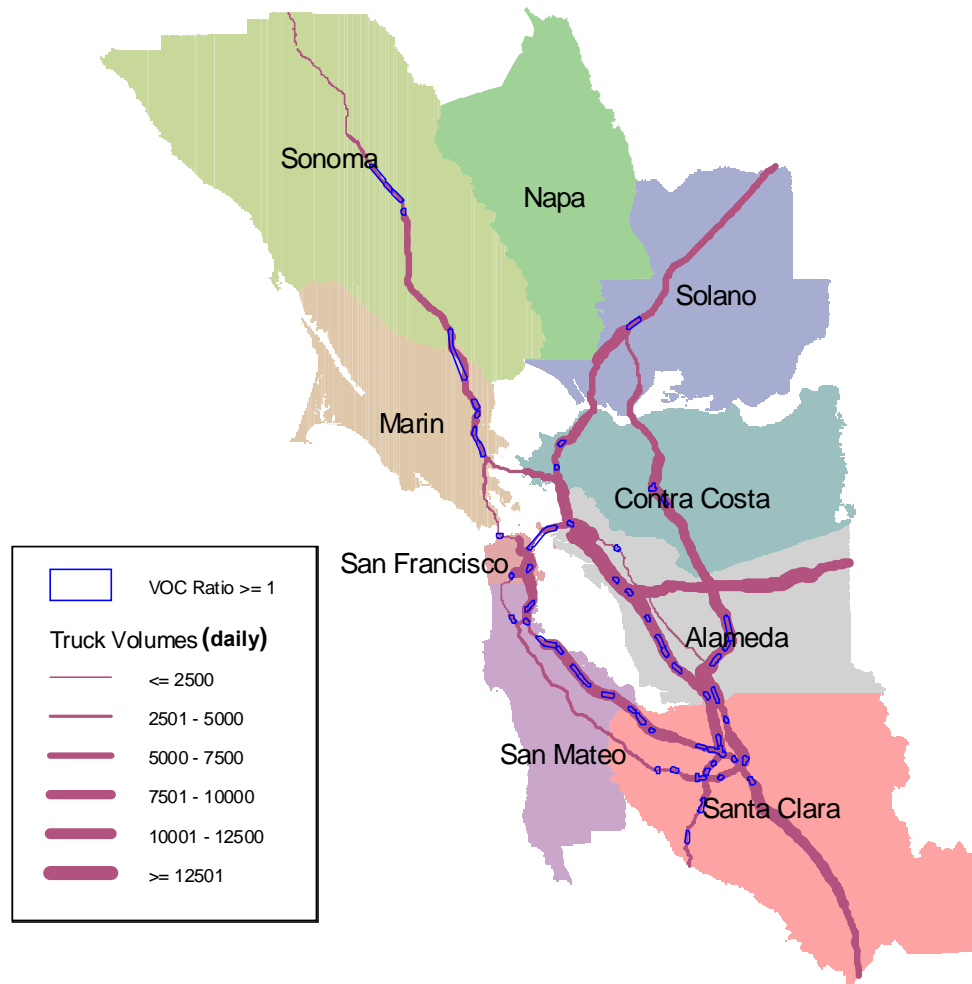 Sonoma
Napa
Solano
Marin
Contra Costa
San Francisco
Alameda
San Mateo
Santa Clara
VOC Ratio >= 1
Truck Volumes (daily)
<= 2500
2501 - 5000
5000 - 7500
7501 - 10000
10001 - 12500
>= 12501